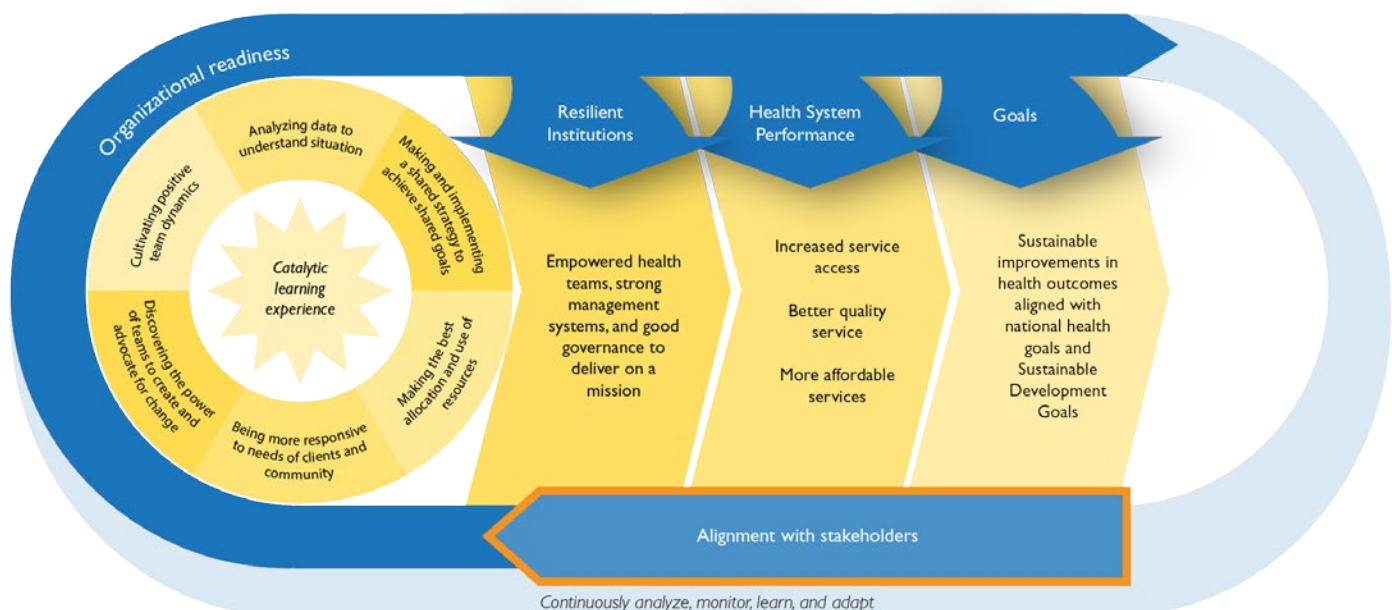 Organizational readiness
Analyzing data to
understand situation
Making and implementing
a shared strategy to
achieve shared goals
Making the best
allocation and use of
resources
Being more responsive
to needs of clients and
community
Discovering the power
of teams to create and
advocate for change
Cultivating positive
team dynamics
Catalytic
learning
experience
Resilient
Institutions
Empowered health
teams, strong
management
systems, and good
governance to
deliver on a
mission
Health System
Performance
Increased service
access
Better quality
service
More affordable
services
Goals
Sustainable
improvements in
health outcomes
aligned with
national health
goals and
Sustainable
Development
Goals
Alignment with stakeholders
Continuously analyze, monitor, learn, and adapt